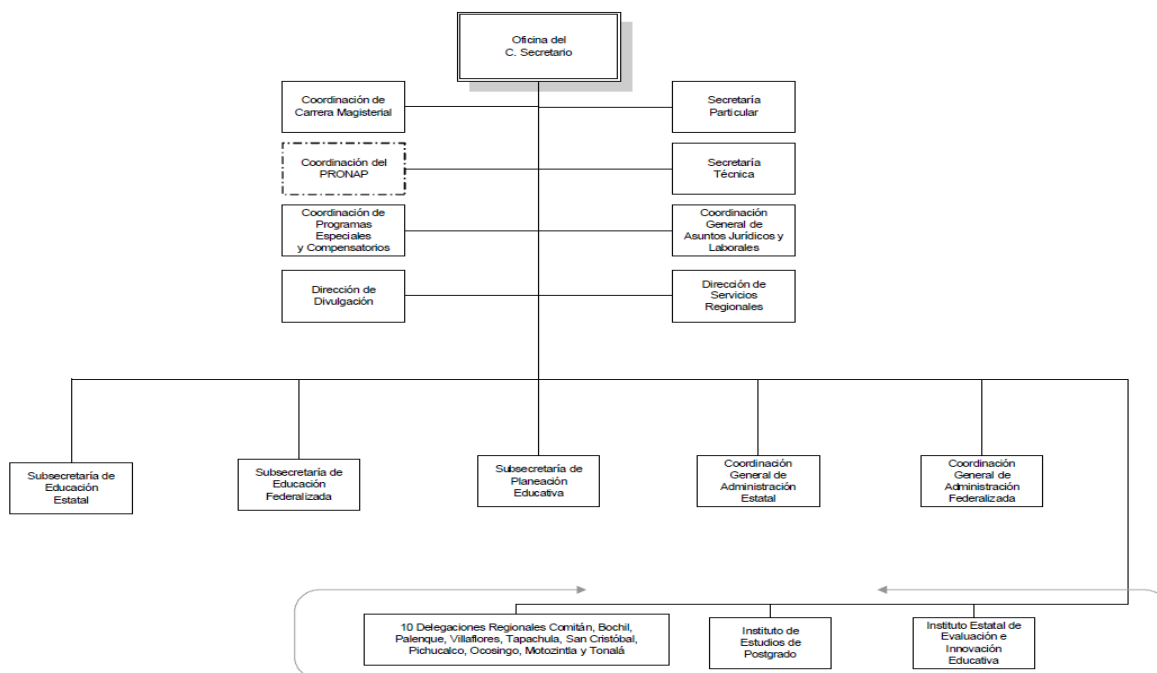 Oficina del
C. Secretario
Coordinación de
Carrera Magisterial
Secretaría
Particular
Coordinación del
PRONAP
Secretaría
Técnica
Coordinación de
Programas
Especiales
y Compensatorios
Coordinación
General de
Asuntos Jurídicos y
Laborales
Dirección de
Divulgación
Dirección de
Servicios
Regionales
Subsecretaría de
Educación
Estatal
Subsecretaría de
Educación
Federalizada
Subsecretaría de
Planeación
Educativa
Coordinación
General de
Administración
Estatal
Coordinación
General de
Administración
Federalizada
10 Delegaciones Regionales Comitán, Bochil,
Palenque, Villaflores, Tapachula, San Cristóbal,
Pichucalco, Ocosingo, Motozintla y Tonalá
Instituto de
Estudios de
Postgrado
Instituto Estatal de
Evaluación e
Innovación
Educativa